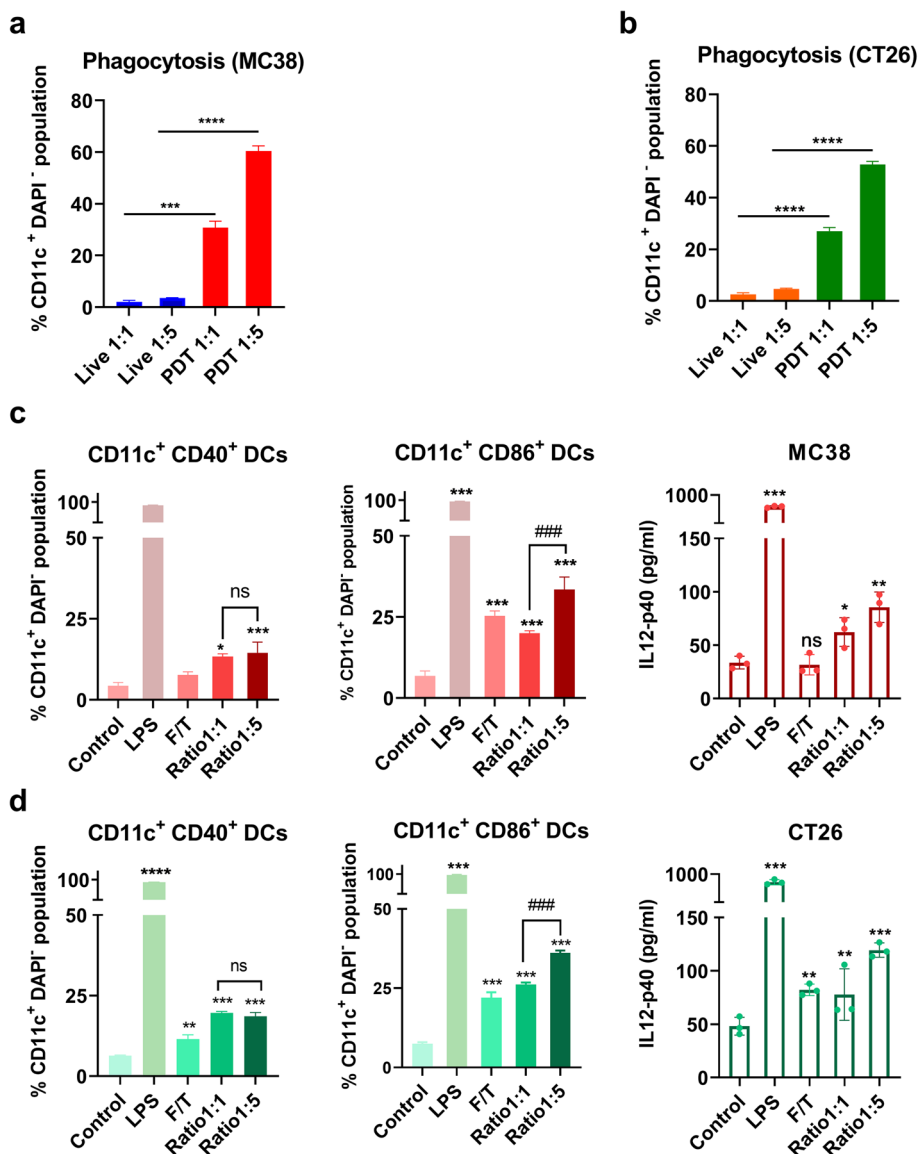 a
Phagocytosis (MC38)
% CD11c⁺ DAPI⁻ population
80
60
40
20
0
****
***
Live 1:1
Live 1:5
PDT 1:1
PDT 1:5
b
Phagocytosis (CT26)
% CD11c⁺ DAPI⁻ population
80
60
40
20
0
****
****
Live 1:1
Live 1:5
PDT 1:1
PDT 1:5
c
CD11c⁺ CD40⁺ DCs
% CD11c⁺ DAPI⁻ population
100
50
25
0
ns
*
***
Control
LPS
F/T
Ratio1:1
Ratio1:5
CD11c⁺ CD86⁺ DCs
% CD11c⁺ DAPI⁻ population
100
50
25
0
***
###
***
***
***
Control
LPS
F/T
Ratio1:1
Ratio1:5
MC38
IL12-p40 (pg/ml)
1000
150
100
50
0
***
ns
*
**
Control
LPS
F/T
Ratio1:1
Ratio1:5
d
CD11c⁺ CD40⁺ DCs
% CD11c⁺ DAPI⁻ population
100
50
25
0
****
ns
**
***
***
Control
LPS
F/T
Ratio1:1
Ratio1:5
CD11c⁺ CD86⁺ DCs
% CD11c⁺ DAPI⁻ population
100
50
25
0
***
###
***
***
***
Control
LPS
F/T
Ratio1:1
Ratio1:5
CT26
IL12-p40 (pg/ml)
1000
150
100
50
0
***
**
**
***
Control
LPS
F/T
Ratio1:1
Ratio1:5